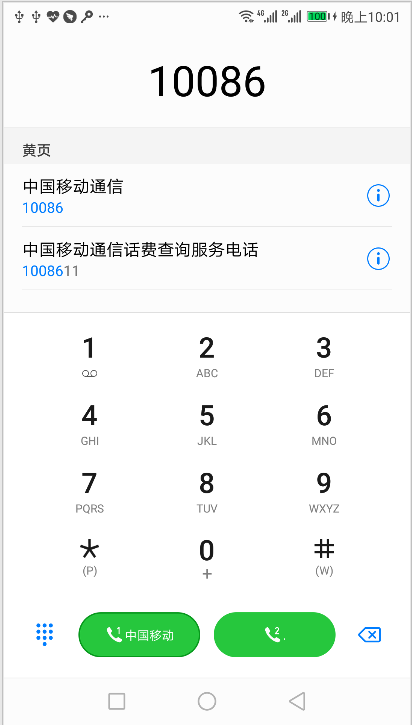 4G 2G 100 晚上10:01
10086
黄页
中国移动通信
10086
中国移动通信话费查询服务电话
1008611
1 2 3
ABC DEF
4 5 6
GHI JKL MNO
7 8 9
PQRS TUV WXYZ
* 0 #
(P) + (W)
1 中国移动 2 .